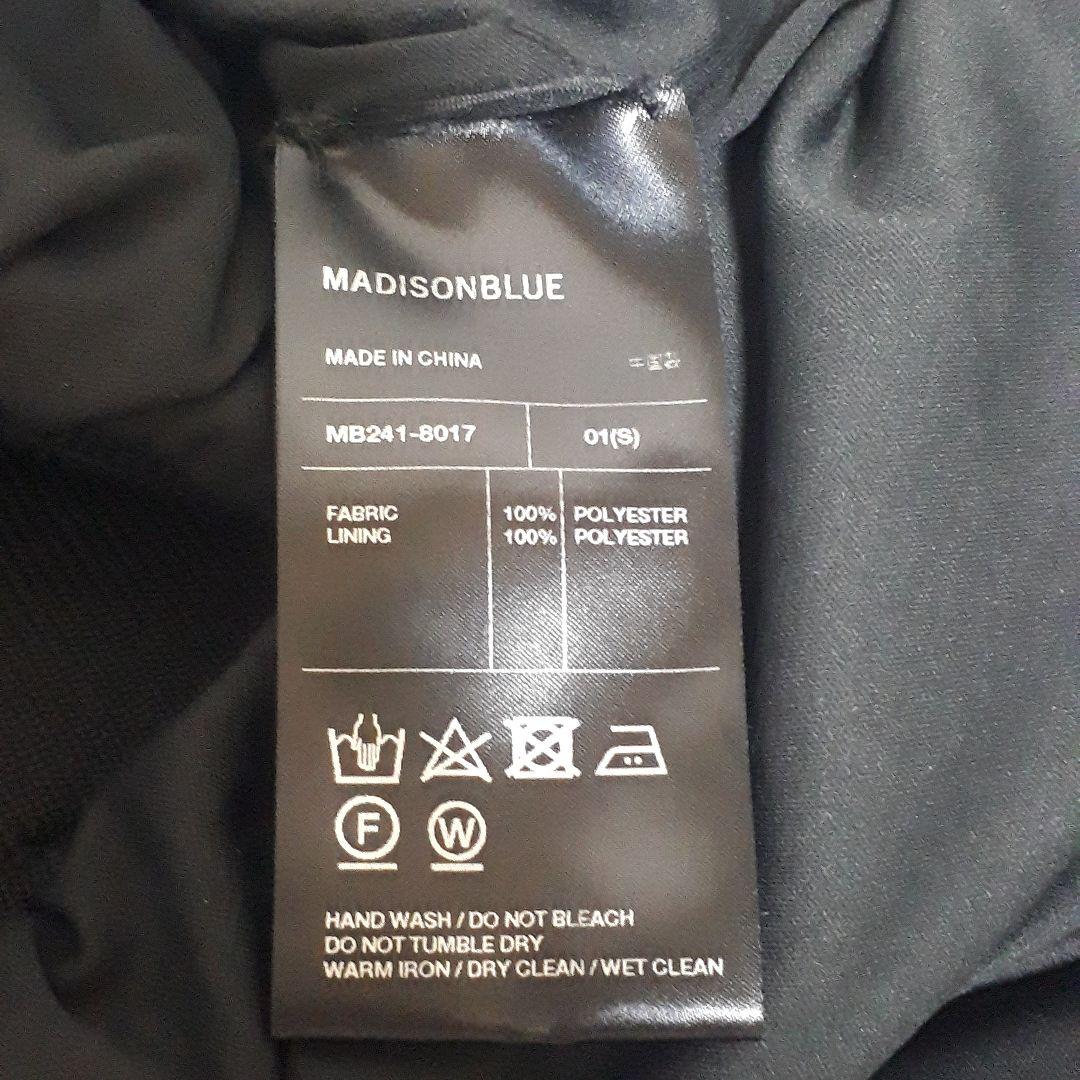 MADISONBLUE
MADE IN CHINA
MB241-8017 01(S)
FABRIC 100% POLYESTER
LINING 100% POLYESTER
F W
HAND WASH / DO NOT BLEACH
DO NOT TUMBLE DRY
WARM IRON / DRY CLEAN / WET CLEAN